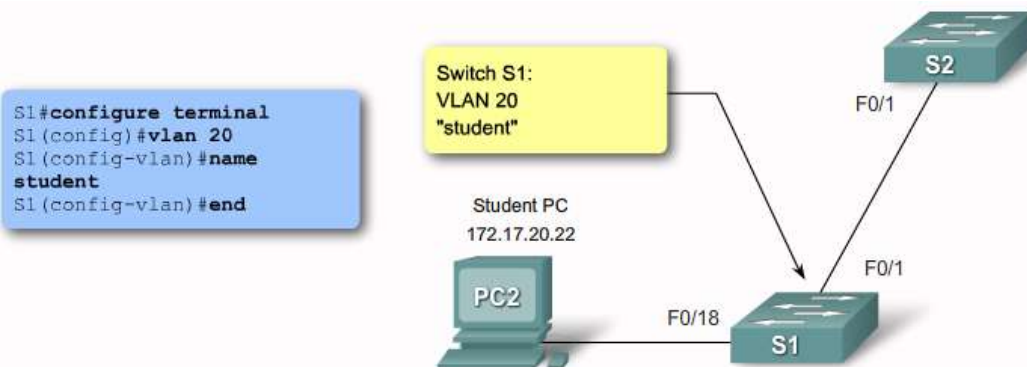 S1#configure terminal
S1(config)#vlan 20
S1(config-vlan)#name
student
S1(config-vlan)#end
Switch S1:
VLAN 20
"student"
S2
F0/1
Student PC
172.17.20.22
F0/1
PC2
F0/18
S1